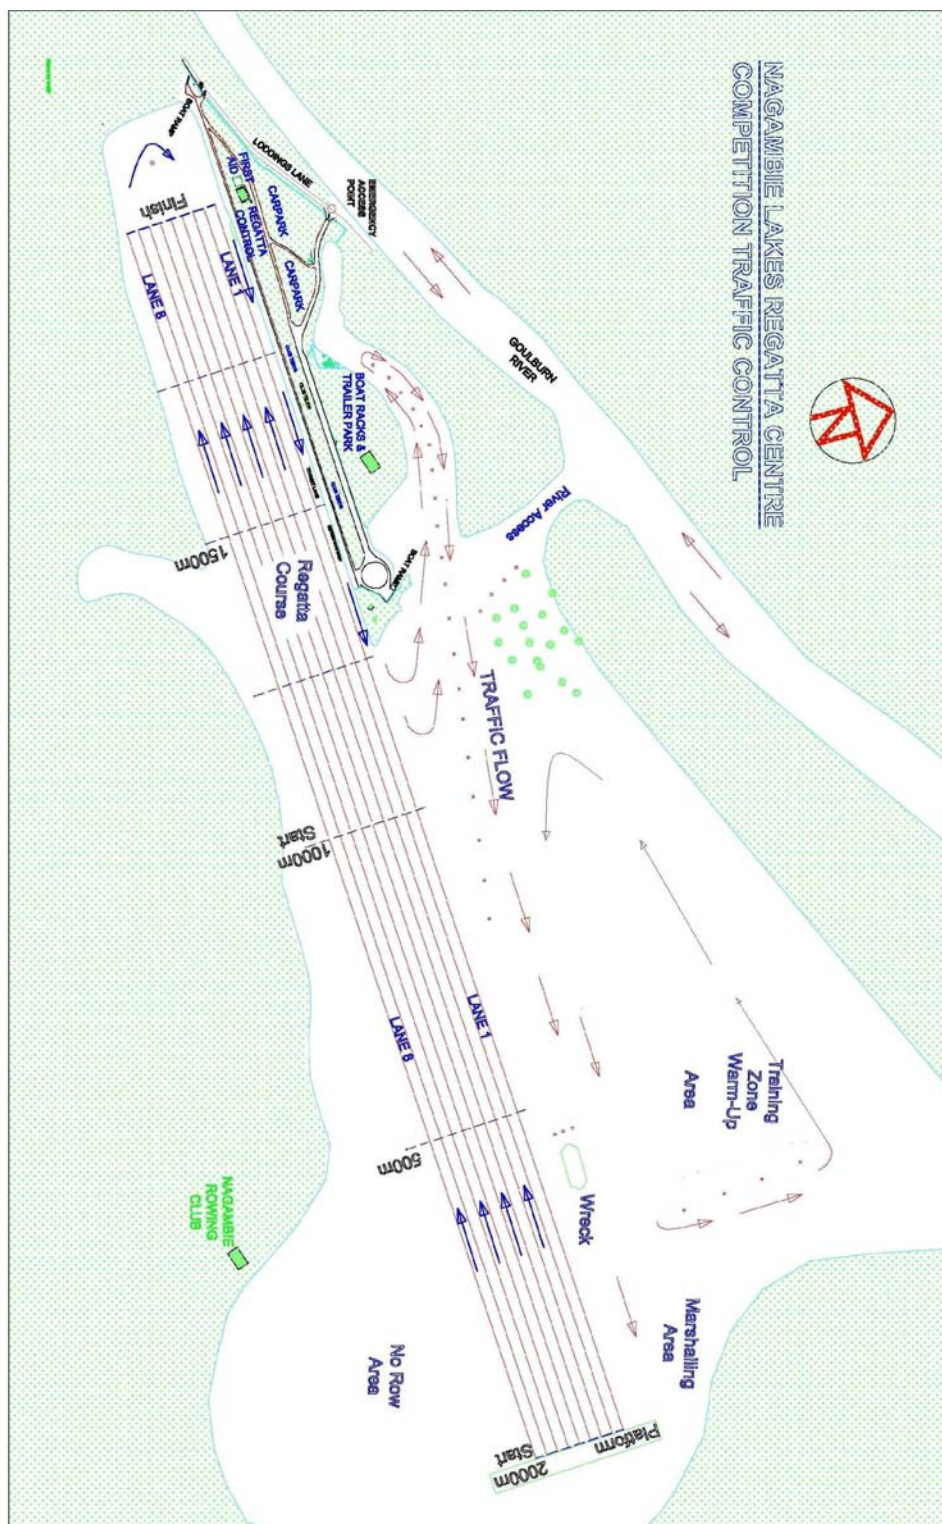 NAGAMBIE LAKES REGATTA CENTRE
COMPETITION TRAFFIC CONTROL
N
BOAT RAMP
LODDINGS LANE
EMERGENCY
ACCESS
POINT
FIRST
AID
CARPARK
REGATTA
CONTROL
CARPARK
Finish
LANE 1
LANE 8
GOULBURN
RIVER
BOAT RACKS &
TRAILER PARK
River Access
1500m
Regatta
Course
BOAT RAMP
TRAFFIC FLOW
Start
1000m
LANE 1
LANE 8
Training
Zone
Warm-Up
Area
500m
Wreck
NAGAMBIE
ROWING
CLUB
Marshalling
Area
No Row
Area
Platform
Start
2000m